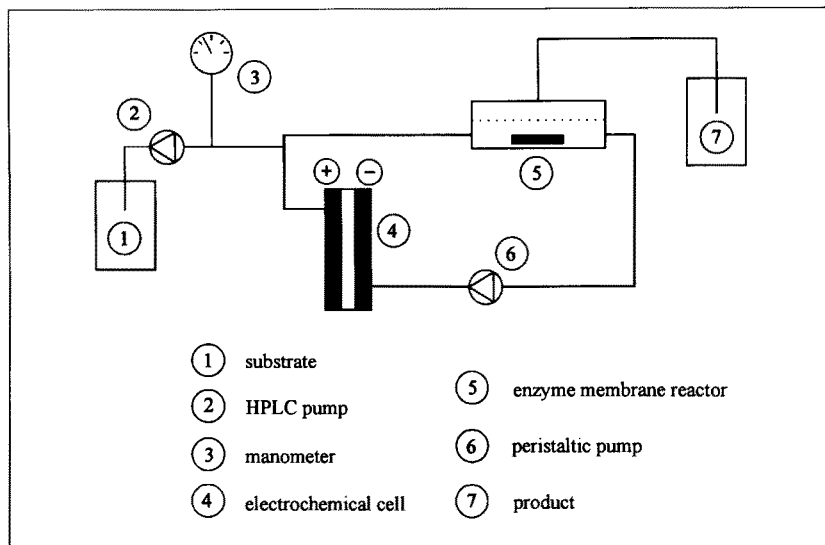 3
2
7
5
+ −
1
4
6
1 substrate
2 HPLC pump
3 manometer
4 electrochemical cell
5 enzyme membrane reactor
6 peristaltic pump
7 product